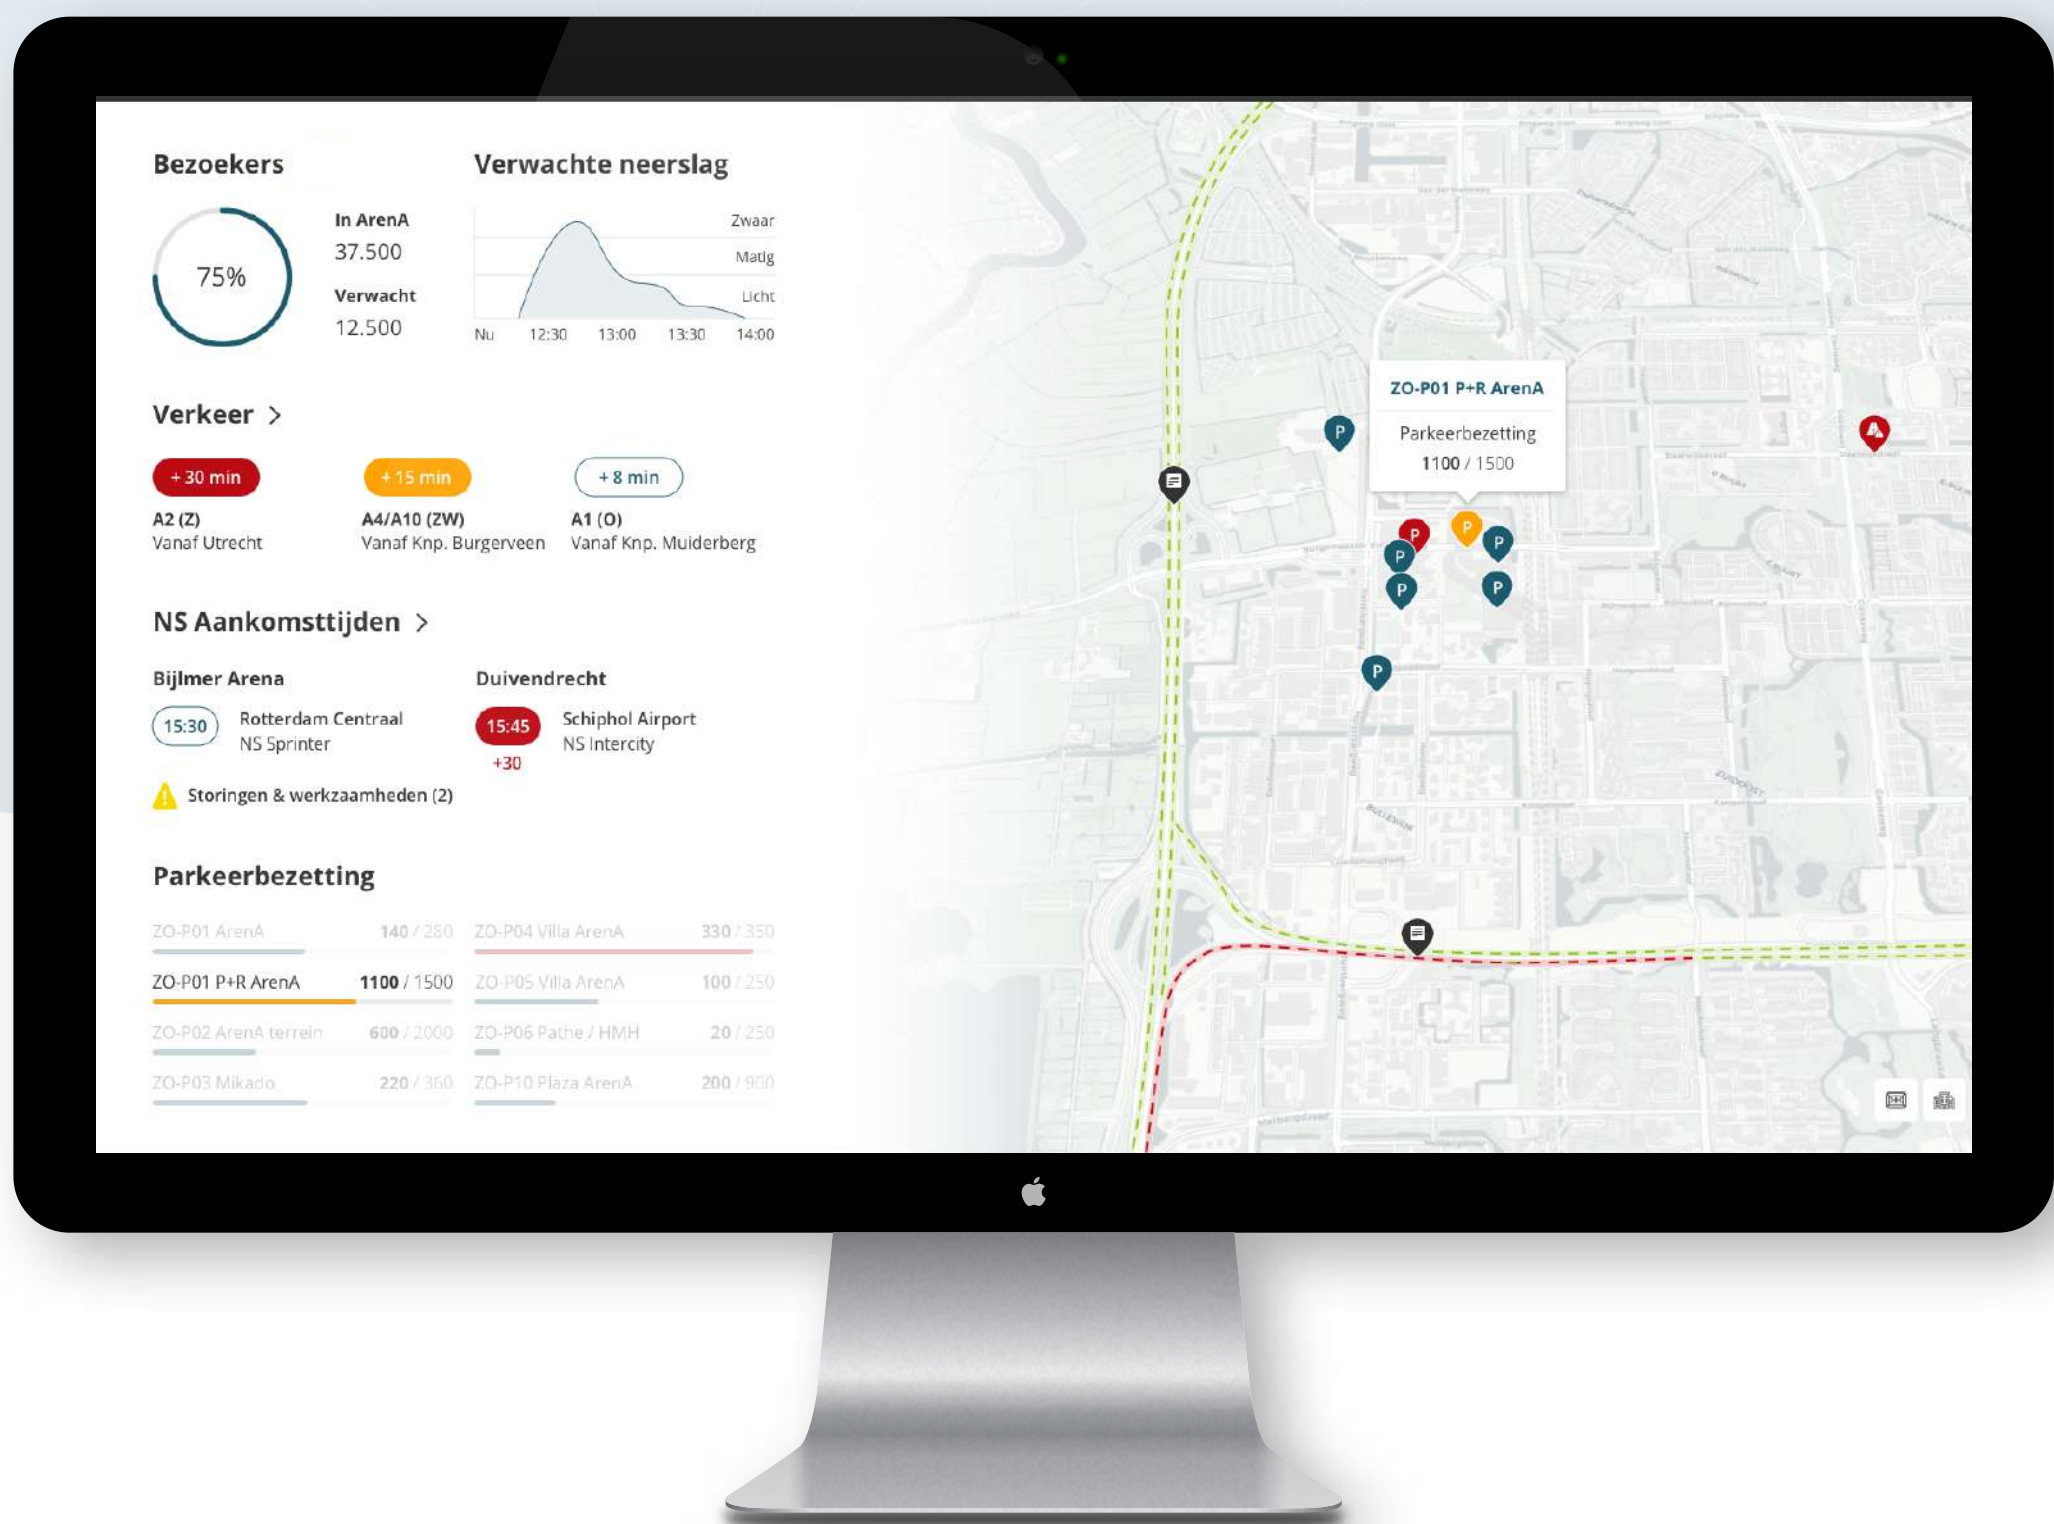 Bezoekers
75%
In ArenA
37.500
Verwacht
12.500
Verwachte neerslag
Zwaar
Matig
Licht
Nu 12:30 13:00 13:30 14:00
Verkeer >
+ 30 min
A2 (Z)
Vanaf Utrecht
+ 15 min
A4/A10 (ZW)
Vanaf Knp. Burgerveen
+ 8 min
A1 (O)
Vanaf Knp. Muiderberg
NS Aankomsttijden >
Bijlmer Arena
15:30
Rotterdam Centraal
NS Sprinter
Duivendrecht
15:45
+30
Schiphol Airport
NS Intercity
Storingen & werkzaamheden (2)
Parkeerbezetting
ZO-P01 ArenA 140 / 280
ZO-P04 Villa ArenA 330 / 350
ZO-P01 P+R ArenA 1100 / 1500
ZO-P05 Villa ArenA 100 / 250
ZO-P02 ArenA terrein 600 / 2000
ZO-P06 Pathe / HMH 20 / 250
ZO-P03 Mikado 220 / 360
ZO-P10 Plaza ArenA 200 / 900
ZO-P01 P+R ArenA
Parkeerbezetting
1100 / 1500
P
P
P
P
P
P
P
P
BULLEWIJK
ZUIDOOST